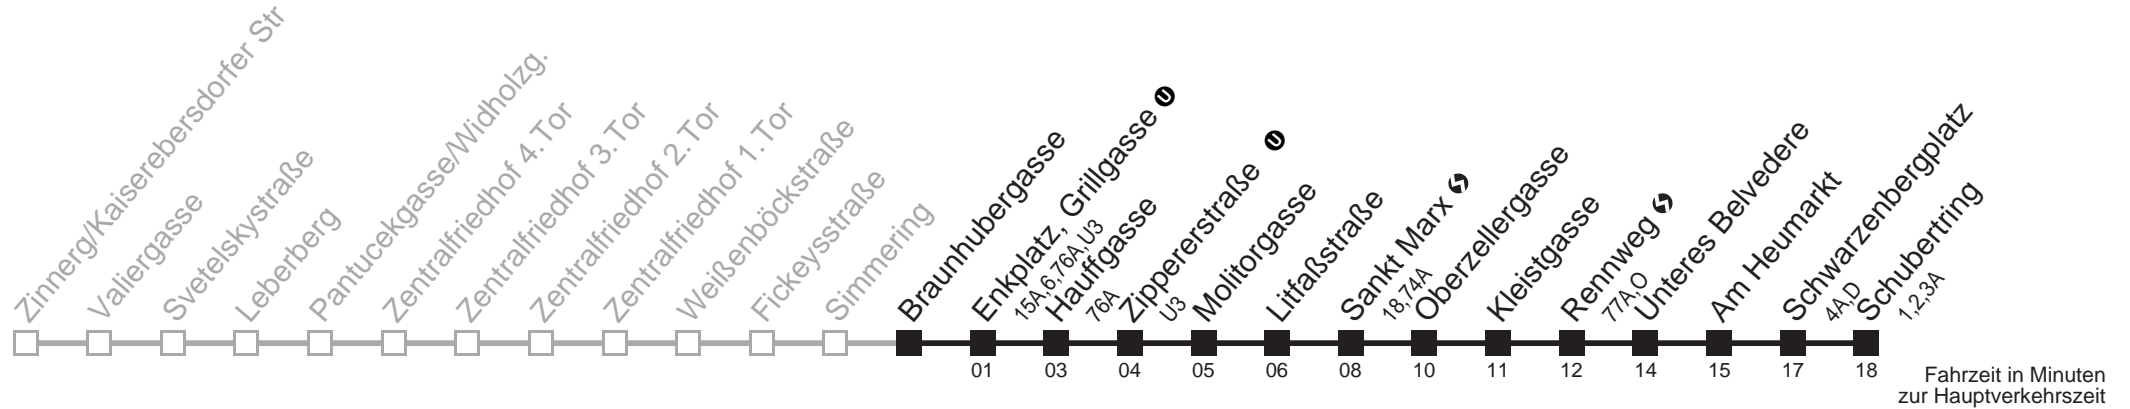 Zinnerg/Kaiserebersdorfer Str
Valiergasse
Svetelskystraße
Leberberg
Pantucekgasse/Widholzg.
Zentralfriedhof 4.Tor
Zentralfriedhof 3.Tor
Zentralfriedhof 2.Tor
Zentralfriedhof 1.Tor
Weißenböckstraße
Fickeysstraße
Simmering
Braunhubergasse
Enkplatz, Grillgasse U
15A,6,76A,U3
Hauffgasse
76A
Zippererstraße U
U3
Molitorgasse
Litfaßstraße
Sankt Marx
18,74A
Oberzellergasse
Kleistgasse
Rennweg
77A,O
Unteres Belvedere
Am Heumarkt
Schwarzenbergplatz
4A,D
Schubertring
1,2,3A
01 03 04 05 06 08 10 11 12 14 15 17 18
Fahrzeit in Minuten
zur Hauptverkehrszeit